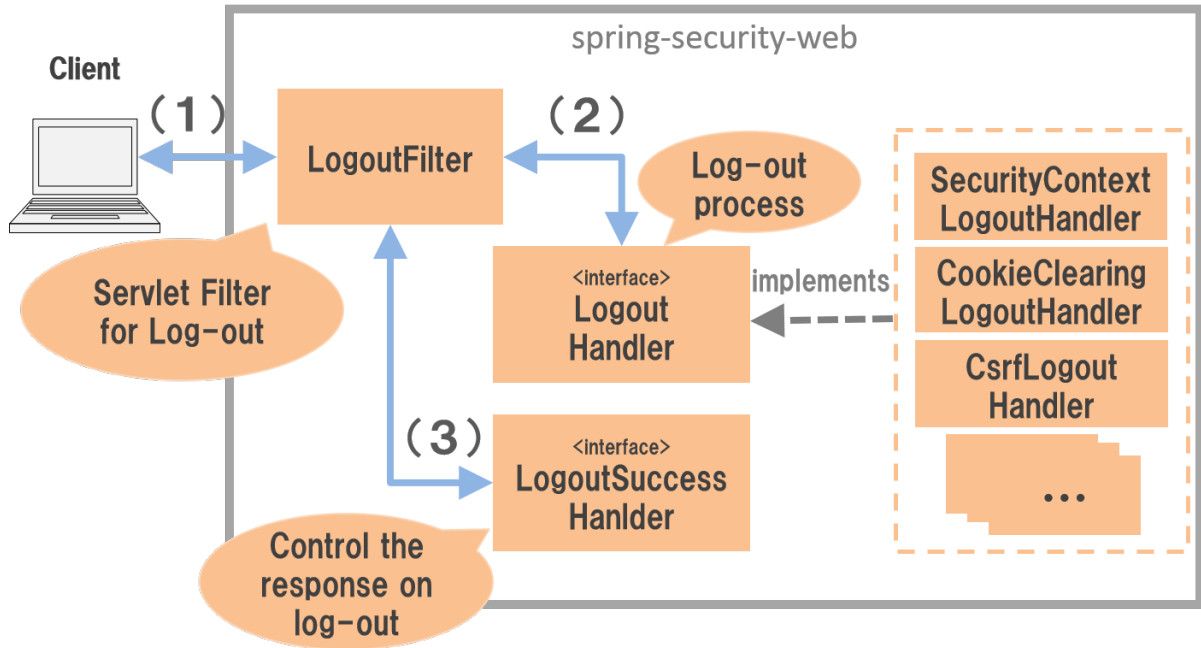 spring-security-web
Client
(1)
(2)
LogoutFilter
Log-out
process
SecurityContext
LogoutHandler
Servlet Filter
for Log-out
<interface>
Logout
Handler
implements
CookieClearing
LogoutHandler
CsrfLogout
Handler
(3)
<interface>
LogoutSuccess
Hanlder
...
Control the
response on
log-out